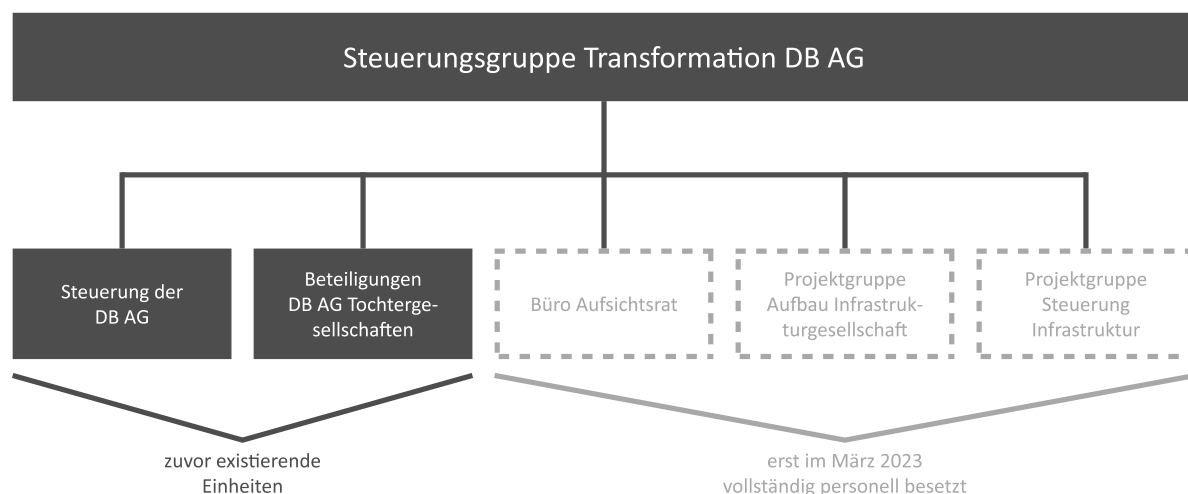 Steuerungsgruppe Transformation DB AG
Steuerung der
DB AG
Beteiligungen
DB AG Tochterge-
sellschaften
Büro Aufsichtsrat
Projektgruppe
Aufbau Infrastruk-
turgesellschaft
Projektgruppe
Steuerung
Infrastruktur
zuvor existierende
Einheiten
erst im März 2023
vollständig personell besetzt